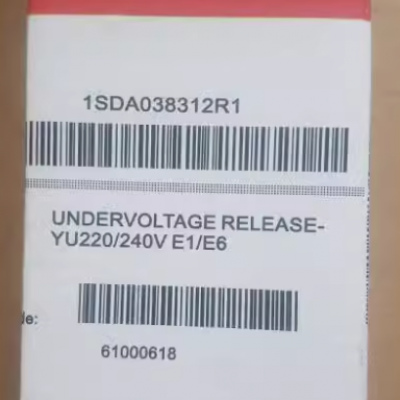 1SDA038312R1
UNDERVOLTAGE RELEASE-
YU220/240V E1/E6
61000618